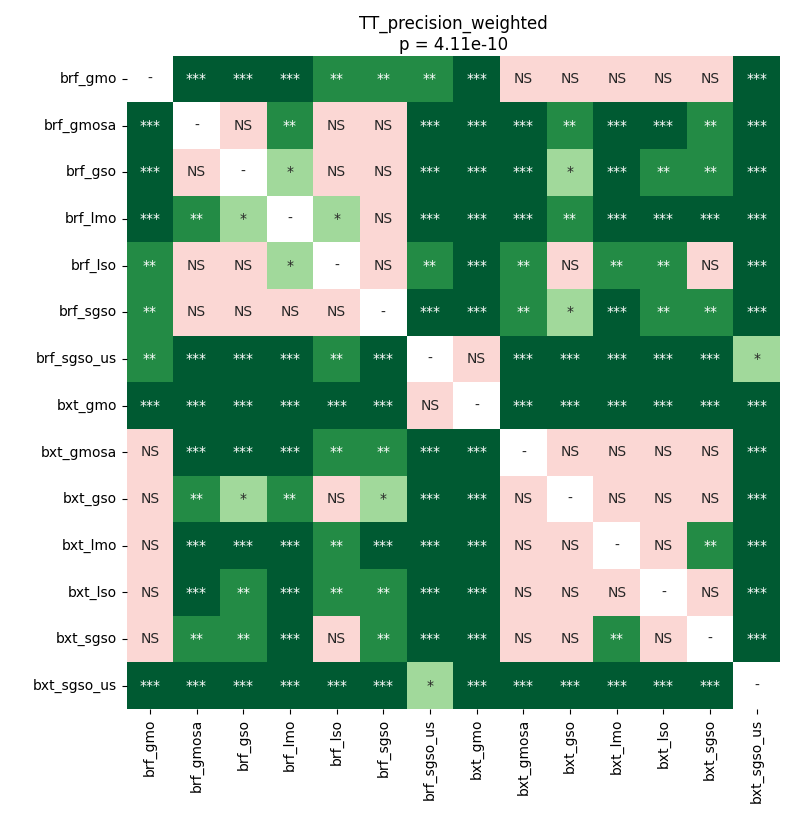 TT_precision_weighted
p = 4.11e-10
brf_gmo - *** *** *** ** ** ** *** NS NS NS NS NS ***
brf_gmosa *** - NS ** NS NS *** *** *** ** *** *** ** ***
brf_gso *** NS - * NS NS *** *** *** * *** ** ** ***
brf_lmo *** ** * - * NS *** *** *** ** *** *** *** ***
brf_lso ** NS NS * - NS ** *** ** NS ** ** NS ***
brf_sgso ** NS NS NS NS - *** *** ** * *** ** ** ***
brf_sgso_us ** *** *** *** ** *** - NS *** *** *** *** *** *
bxt_gmo *** *** *** *** *** *** NS - *** *** *** *** *** ***
bxt_gmosa NS *** *** *** ** ** *** *** - NS NS NS NS ***
bxt_gso NS ** * ** NS * *** *** NS - NS NS NS ***
bxt_lmo NS *** *** *** ** *** *** *** NS NS - NS ** ***
bxt_lso NS *** ** *** ** ** *** *** NS NS NS - NS ***
bxt_sgso NS ** ** *** NS ** *** *** NS NS ** NS - ***
bxt_sgso_us *** *** *** *** *** *** * *** *** *** *** *** *** -
brf_gmo brf_gmosa brf_gso brf_lmo brf_lso brf_sgso brf_sgso_us bxt_gmo bxt_gmosa bxt_gso bxt_lmo bxt_lso bxt_sgso bxt_sgso_us